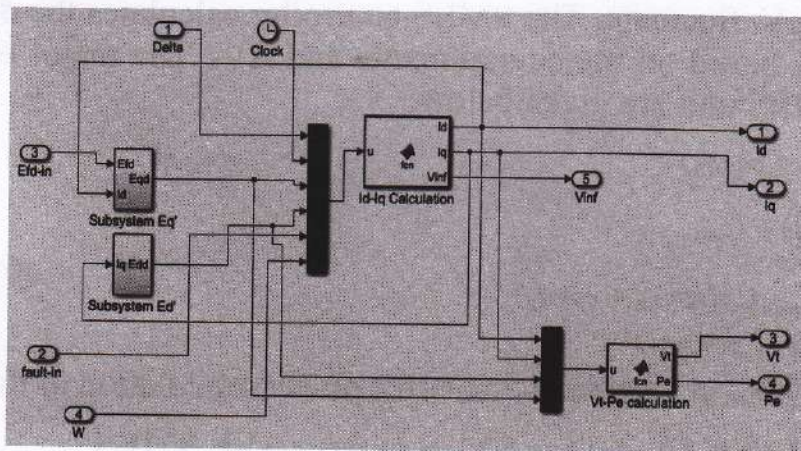 1
Delta
Clock
3
Efd-in
Efd
Eqd
Id
Subsystem Eq'
Iq Edd
Subsystem Ed'
2
fault-in
4
W
u
fcn
Id
Iq
Vinf
Id-Iq Calculation
5
Vinf
1
Id
2
Iq
u
fcn
Vt
Pe
Vt-Pe calculation
3
Vt
4
Pe